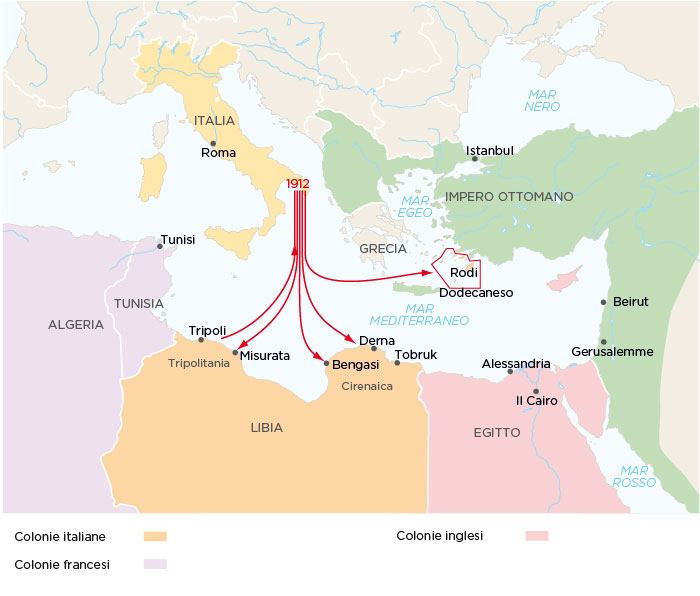 MAR
NERO
ITALIA
Roma
Istanbul
1912
IMPERO OTTOMANO
MAR
EGEO
Tunisi
GRECIA
Rodi
Dodecaneso
TUNISIA
MAR
MEDITERRANEO
Beirut
ALGERIA
Tripoli
Derna
Gerusalemme
Tripolitania
Misurata
Bengasi
Tobruk
Alessandria
Cirenaica
Il Cairo
LIBIA
EGITTO
MAR
ROSSO
Colonie italiane
Colonie inglesi
Colonie francesi